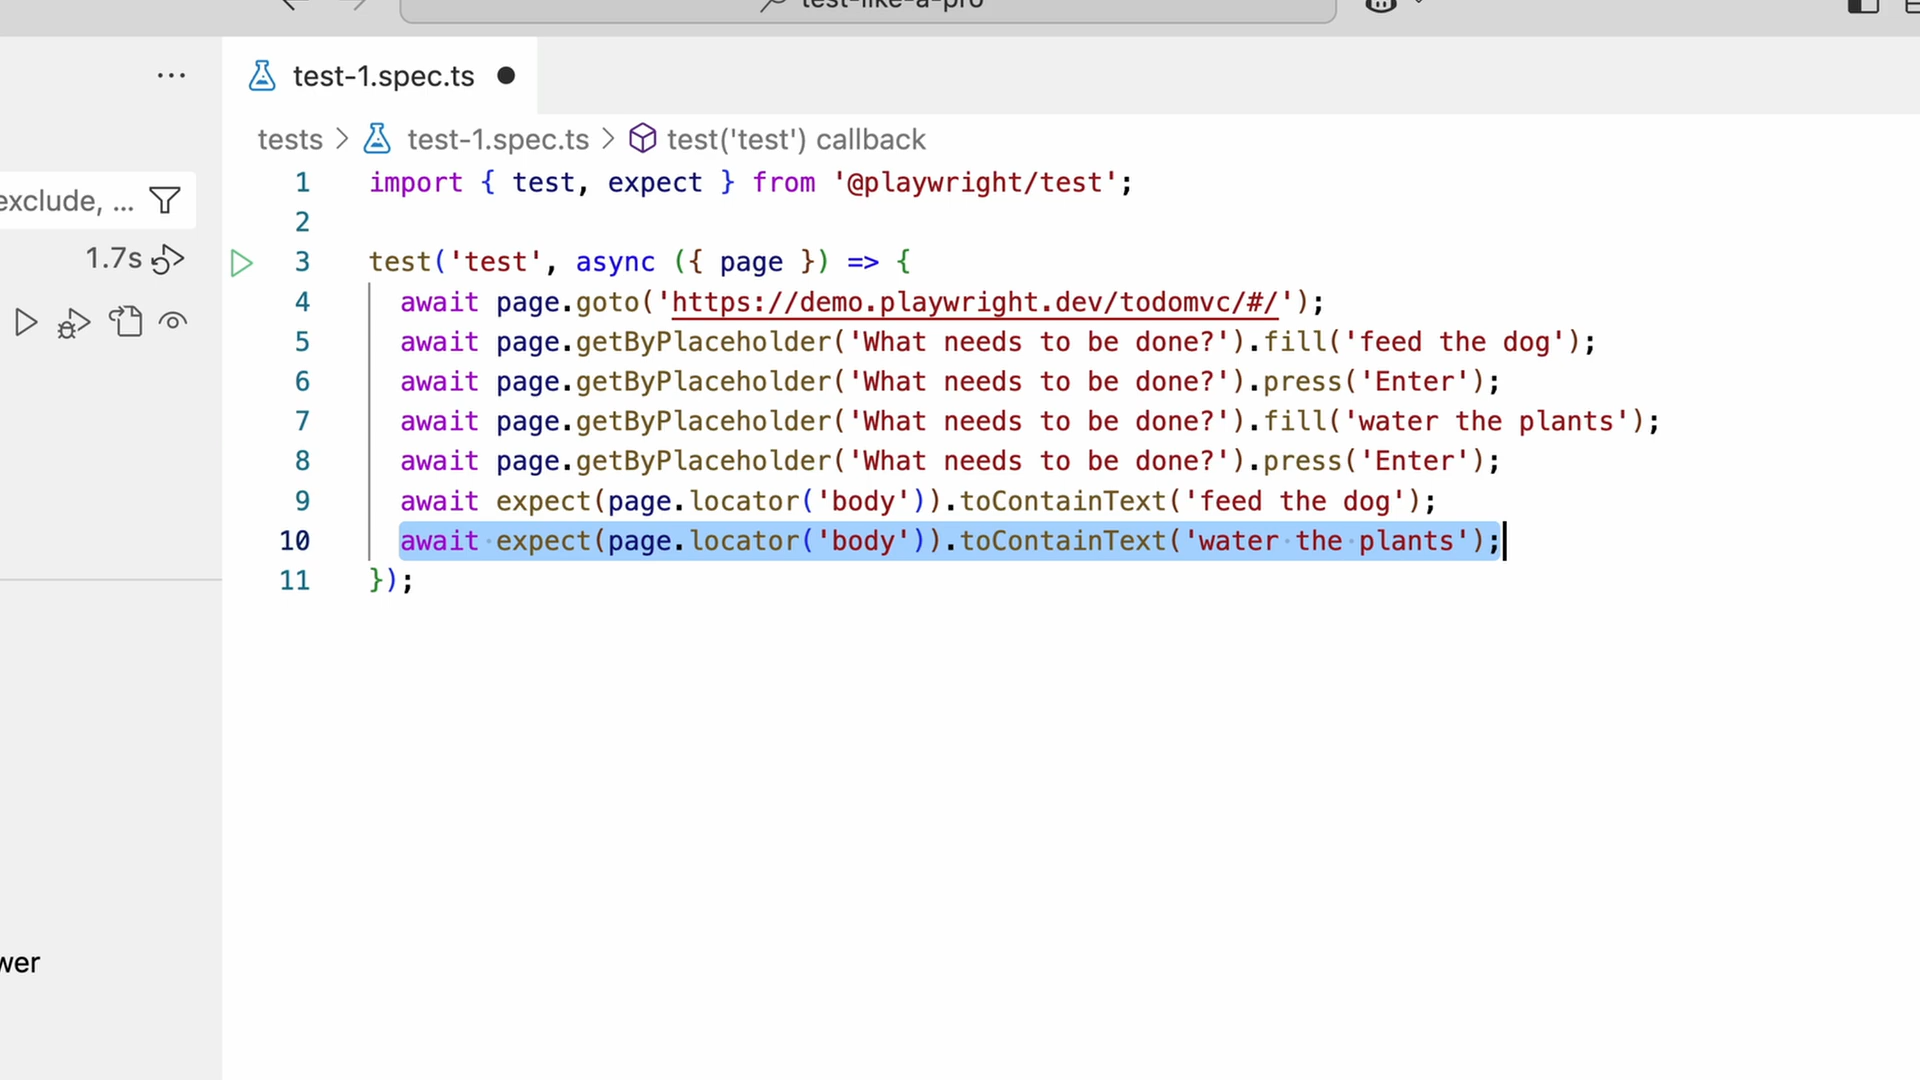 test-like-a-pro
test-1.spec.ts
tests > test-1.spec.ts > test('test') callback
exclude, ...
1.7s
1 import { test, expect } from '@playwright/test';
2
3 test('test', async ({ page }) => {
4 await page.goto('https://demo.playwright.dev/todomvc/#/');
5 await page.getByPlaceholder('What needs to be done?').fill('feed the dog');
6 await page.getByPlaceholder('What needs to be done?').press('Enter');
7 await page.getByPlaceholder('What needs to be done?').fill('water the plants');
8 await page.getByPlaceholder('What needs to be done?').press('Enter');
9 await expect(page.locator('body')).toContainText('feed the dog');
10 await expect(page.locator('body')).toContainText('water the plants');
11 });
wer